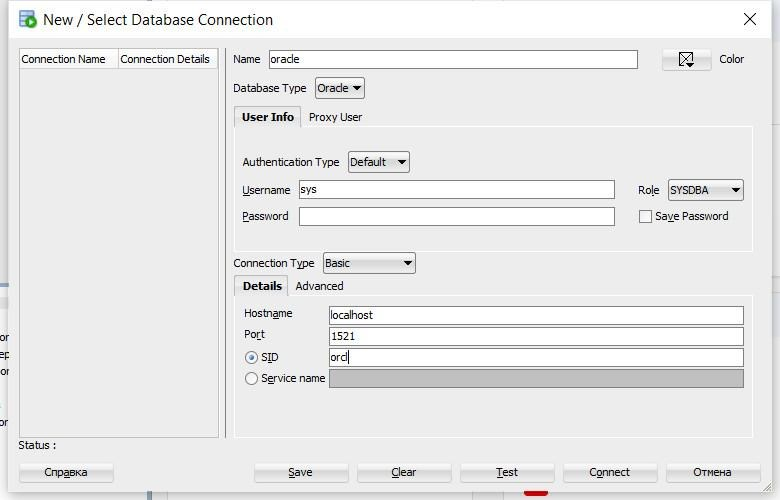 New / Select Database Connection
Connection Name Connection Details
Name oracle Color
Database Type Oracle
User Info Proxy User
Authentication Type Default
Username sys Role SYSDBA
Password Save Password
Connection Type Basic
Details Advanced
Hostname localhost
Port 1521
SID orcl
Service name
Status :
Справка Save Clear Test Connect Отмена